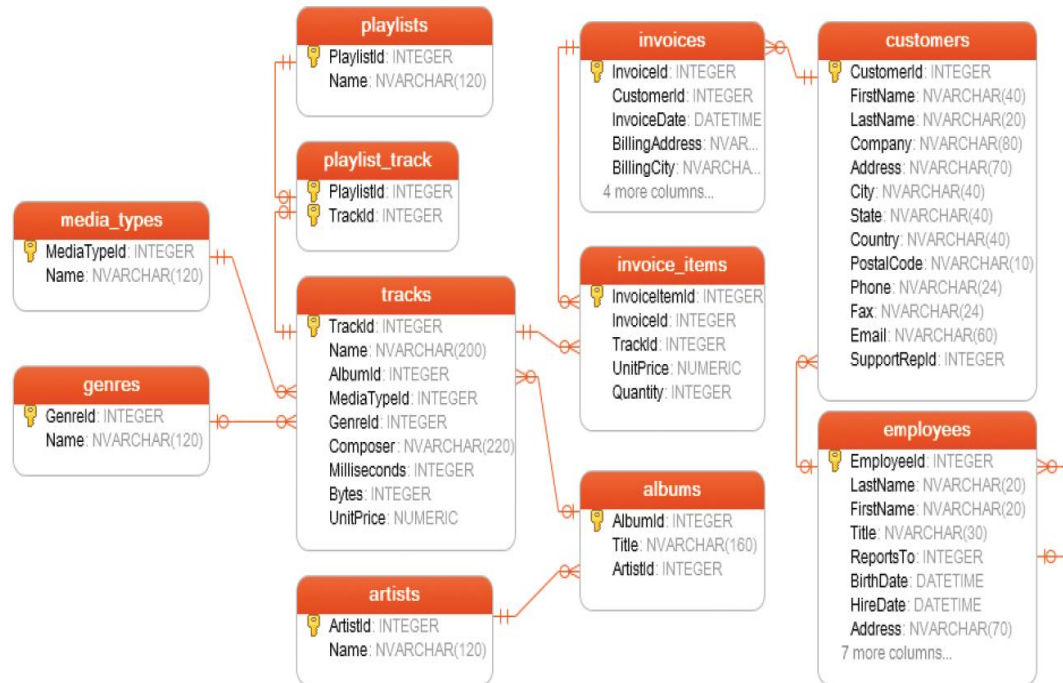 playlists
PlaylistId: INTEGER
Name: NVARCHAR(120)
playlist_track
PlaylistId: INTEGER
TrackId: INTEGER
media_types
MediaTypeId: INTEGER
Name: NVARCHAR(120)
genres
GenreId: INTEGER
Name: NVARCHAR(120)
tracks
TrackId: INTEGER
Name: NVARCHAR(200)
AlbumId: INTEGER
MediaTypeId: INTEGER
GenreId: INTEGER
Composer: NVARCHAR(220)
Milliseconds: INTEGER
Bytes: INTEGER
UnitPrice: NUMERIC
artists
ArtistId: INTEGER
Name: NVARCHAR(120)
invoices
InvoiceId: INTEGER
CustomerId: INTEGER
InvoiceDate: DATETIME
BillingAddress: NVAR...
BillingCity: NVARCHA...
4 more columns...
invoice_items
InvoiceItemId: INTEGER
InvoiceId: INTEGER
TrackId: INTEGER
UnitPrice: NUMERIC
Quantity: INTEGER
albums
AlbumId: INTEGER
Title: NVARCHAR(160)
ArtistId: INTEGER
customers
CustomerId: INTEGER
FirstName: NVARCHAR(40)
LastName: NVARCHAR(20)
Company: NVARCHAR(80)
Address: NVARCHAR(70)
City: NVARCHAR(40)
State: NVARCHAR(40)
Country: NVARCHAR(40)
PostalCode: NVARCHAR(10)
Phone: NVARCHAR(24)
Fax: NVARCHAR(24)
Email: NVARCHAR(60)
SupportRepId: INTEGER
employees
EmployeeId: INTEGER
LastName: NVARCHAR(20)
FirstName: NVARCHAR(20)
Title: NVARCHAR(30)
ReportsTo: INTEGER
BirthDate: DATETIME
HireDate: DATETIME
Address: NVARCHAR(70)
7 more columns...